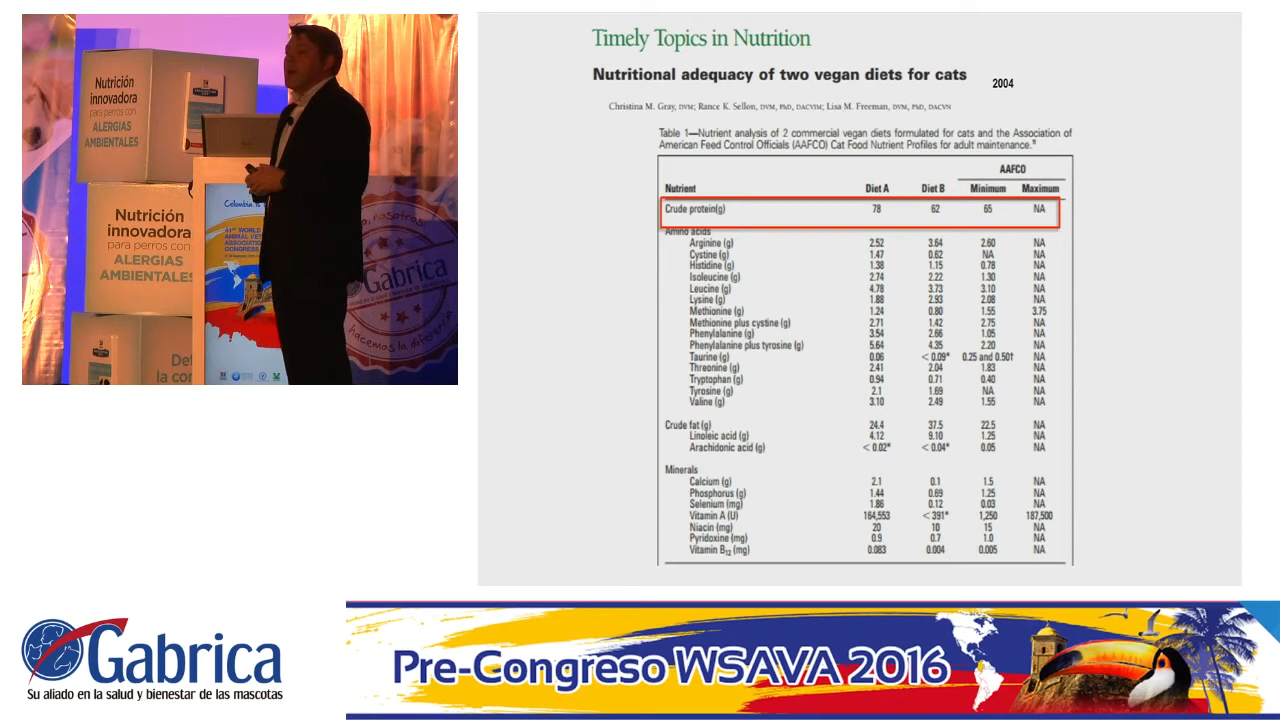 Nutrición
innovadora
para perros con
ALERGIAS
AMBIENTALES
Nutrición
innovadora
para perros con
ALERGIAS
AMBIENTALES
Colombia
41ST WORLD
Gabrica
hacemos la diferencia
Timely Topics in Nutrition
Nutritional adequacy of two vegan diets for cats
2004
Christina M. Gray, DVM; Rance K. Sellon, DVM, PhD, DACVIM; Lisa M. Freeman, DVM, PhD, DACVN
Table 1—Nutrient analysis of 2 commercial vegan diets formulated for cats and the Association of
American Feed Control Officials (AAFCO) Cat Food Nutrient Profiles for adult maintenance.
AAFCO
Nutrient Diet A Diet B Minimum Maximum
Crude protein(g) 78 62 65 NA
Amino acids
Arginine (g) 2.52 3.64 2.60 NA
Cystine (g) 1.47 0.62 NA NA
Histidine (g) 1.38 1.15 0.78 NA
Isoleucine (g) 2.74 2.22 1.30 NA
Leucine (g) 4.78 3.73 3.10 NA
Lysine (g) 1.88 2.93 2.08 NA
Methionine (g) 1.24 0.80 1.55 3.75
Methionine plus cystine (g) 2.71 1.42 2.75 NA
Phenylalanine (g) 3.54 2.66 1.05 NA
Phenylalanine plus tyrosine (g) 5.64 4.35 2.20 NA
Taurine (g) 0.06 < 0.09* 0.25 and 0.50† NA
Threonine (g) 2.41 2.04 1.83 NA
Tryptophan (g) 0.94 0.71 0.40 NA
Tyrosine (g) 2.1 1.69 NA NA
Valine (g) 3.10 2.49 1.55 NA
Crude fat (g) 24.4 37.5 22.5 NA
Linoleic acid (g) 4.12 9.10 1.25 NA
Arachidonic acid (g) < 0.02* < 0.04* 0.05 NA
Minerals
Calcium (g) 2.1 0.1 1.5 NA
Phosphorus (g) 1.44 0.69 1.25 NA
Selenium (mg) 1.86 0.12 0.03 NA
Vitamin A (U) 164,553 < 391* 1,250 187,500
Niacin (mg) 20 10 15 NA
Pyridoxine (mg) 0.9 0.7 1.0 NA
Vitamin B12 (mg) 0.083 0.004 0.005 NA
Gabrica
Su aliado en la salud y bienestar de las mascotas
Pre-Congreso WSAVA 2016